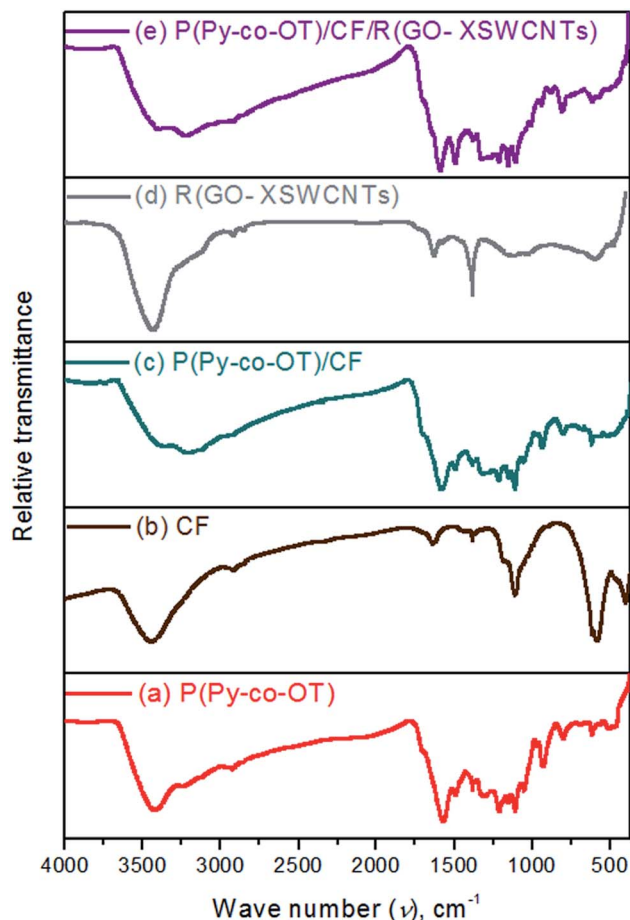 (e) P(Py-co-OT)/CF/R(GO- XSWCNTs)
(d) R(GO- XSWCNTs)
(c) P(Py-co-OT)/CF
(b) CF
(a) P(Py-co-OT)
Relative transmittance
4000 3500 3000 2500 2000 1500 1000 500
Wave number (ν), cm⁻¹